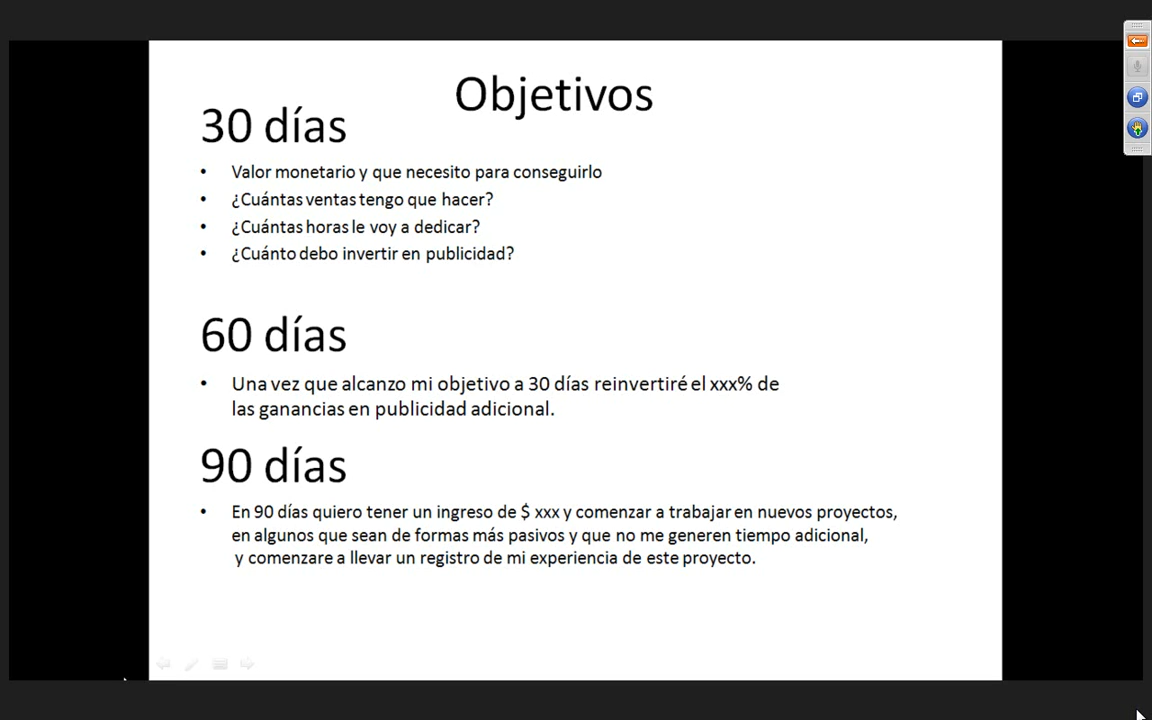 Objetivos
30 días
• Valor monetario y que necesito para conseguirlo
• ¿Cuántas ventas tengo que hacer?
• ¿Cuántas horas le voy a dedicar?
• ¿Cuánto debo invertir en publicidad?
60 días
• Una vez que alcanzo mi objetivo a 30 días reinvertiré el xxx% de
las ganancias en publicidad adicional.
90 días
• En 90 días quiero tener un ingreso de $ xxx y comenzar a trabajar en nuevos proyectos,
en algunos que sean de formas más pasivos y que no me generen tiempo adicional,
y comenzare a llevar un registro de mi experiencia de este proyecto.